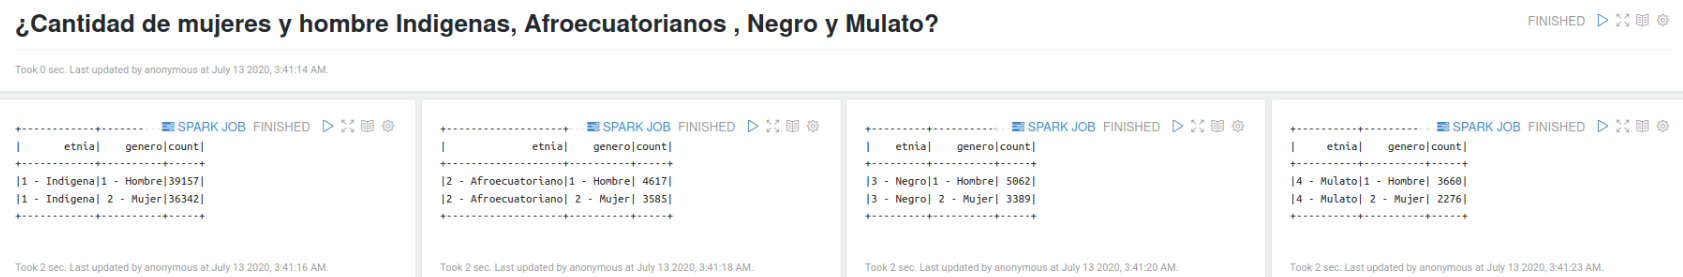 ¿Cantidad de mujeres y hombre Indigenas, Afroecuatorianos , Negro y Mulato?
FINISHED
Took 0 sec. Last updated by anonymous at July 13 2020, 3:41:14 AM.
SPARK JOB FINISHED
+------------+-------
|       etnia|    genero|count|
+------------+----------+-----+
|1 - Indigena|1 - Hombre|39157|
|1 - Indigena| 2 - Mujer|36342|
+------------+----------+-----+
Took 2 sec. Last updated by anonymous at July 13 2020, 3:41:16 AM.
SPARK JOB FINISHED
+-------------------+--
|              etnia|    genero|count|
+-------------------+----------+-----+
|2 - Afroecuatoriano|1 - Hombre| 4617|
|2 - Afroecuatoriano| 2 - Mujer| 3585|
+-------------------+----------+-----+
Took 2 sec. Last updated by anonymous at July 13 2020, 3:41:18 AM.
SPARK JOB FINISHED
+---------+----------
|    etnia|    genero|count|
+---------+----------+-----+
|3 - Negro|1 - Hombre| 5062|
|3 - Negro| 2 - Mujer| 3389|
+---------+----------+-----+
Took 2 sec. Last updated by anonymous at July 13 2020, 3:41:20 AM.
SPARK JOB FINISHED
+----------+---------
|     etnia|    genero|count|
+----------+----------+-----+
|4 - Mulato|1 - Hombre| 3660|
|4 - Mulato| 2 - Mujer| 2276|
+----------+----------+-----+
Took 2 sec. Last updated by anonymous at July 13 2020, 3:41:23 AM.